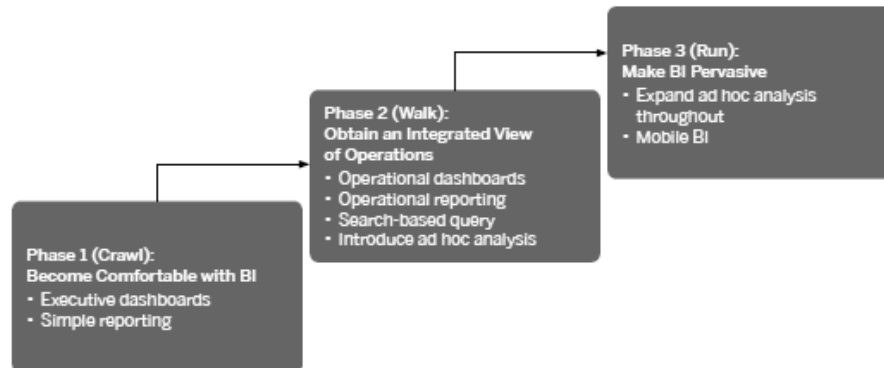 Phase 1 (Crawl):
Become Comfortable with BI
• Executive dashboards
• Simple reporting
Phase 2 (Walk):
Obtain an Integrated View
of Operations
• Operational dashboards
• Operational reporting
• Search-based query
• Introduce ad hoc analysis
Phase 3 (Run):
Make BI Pervasive
• Expand ad hoc analysis
throughout
• Mobile BI